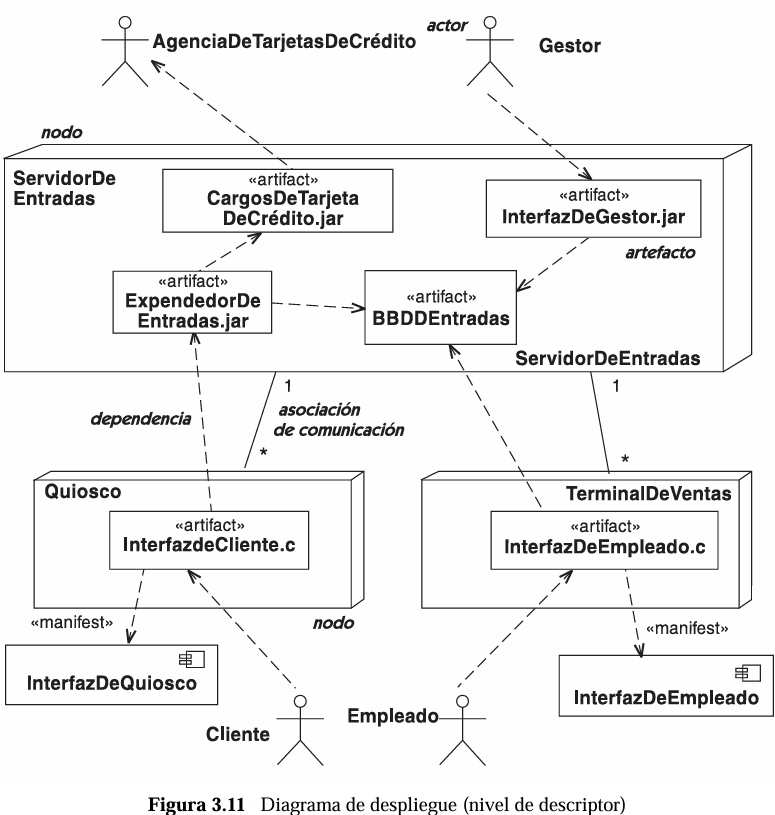 AgenciaDeTarjetasDeCrédito
actor
Gestor
nodo
ServidorDe
Entradas
«artifact»
CargosDeTarjeta
DeCrédito.jar
«artifact»
InterfazDeGestor.jar
artefacto
«artifact»
ExpendedorDe
Entradas.jar
«artifact»
BBDDEntradas
ServidorDeEntradas
1
1
dependencia
asociación
de comunicación
*
*
Quiosco
TerminalDeVentas
«artifact»
InterfazdeCliente.c
«artifact»
InterfazDeEmpleado.c
«manifest»
nodo
«manifest»
InterfazDeQuiosco
InterfazDeEmpleado
Cliente
Empleado
Figura 3.11 Diagrama de despliegue (nivel de descriptor)